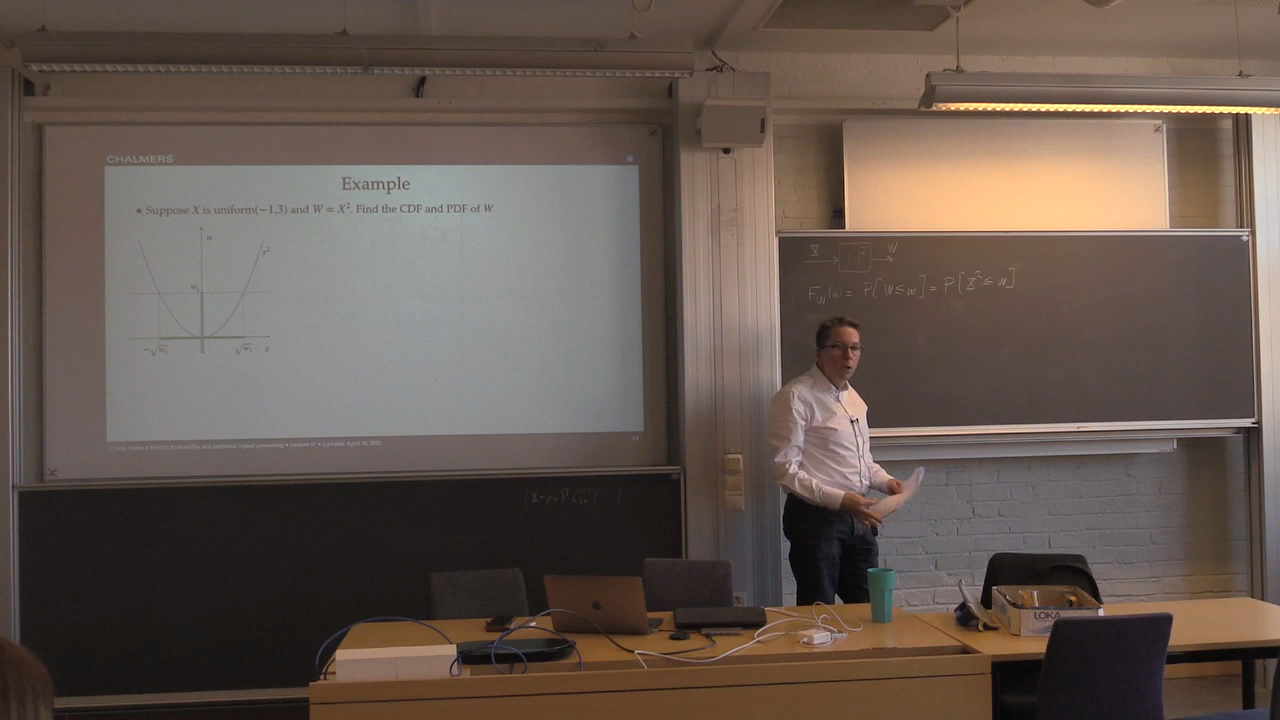 CHALMERS
Example
• Suppose X is uniform(−1,3) and W = X². Find the CDF and PDF of W
w
x²
w₁
−√w₁ √w₁ x
X ( )² W
F_W(w) = P[W ≤ w] = P[X² ≤ w]
LOKA